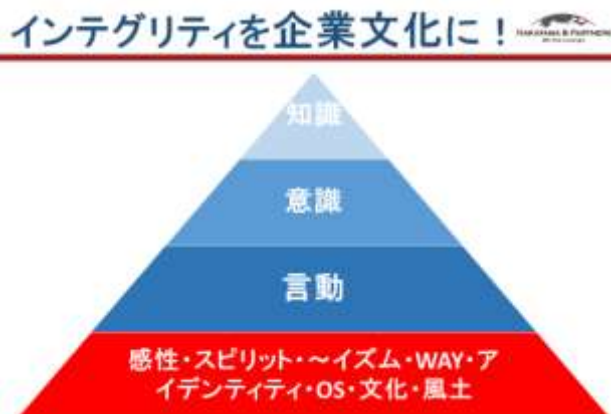 インテグリティを企業文化に！
知識
意識
言動
感性・スピリット・～イズム・WAY・ア
イデンティティ・OS・文化・風土